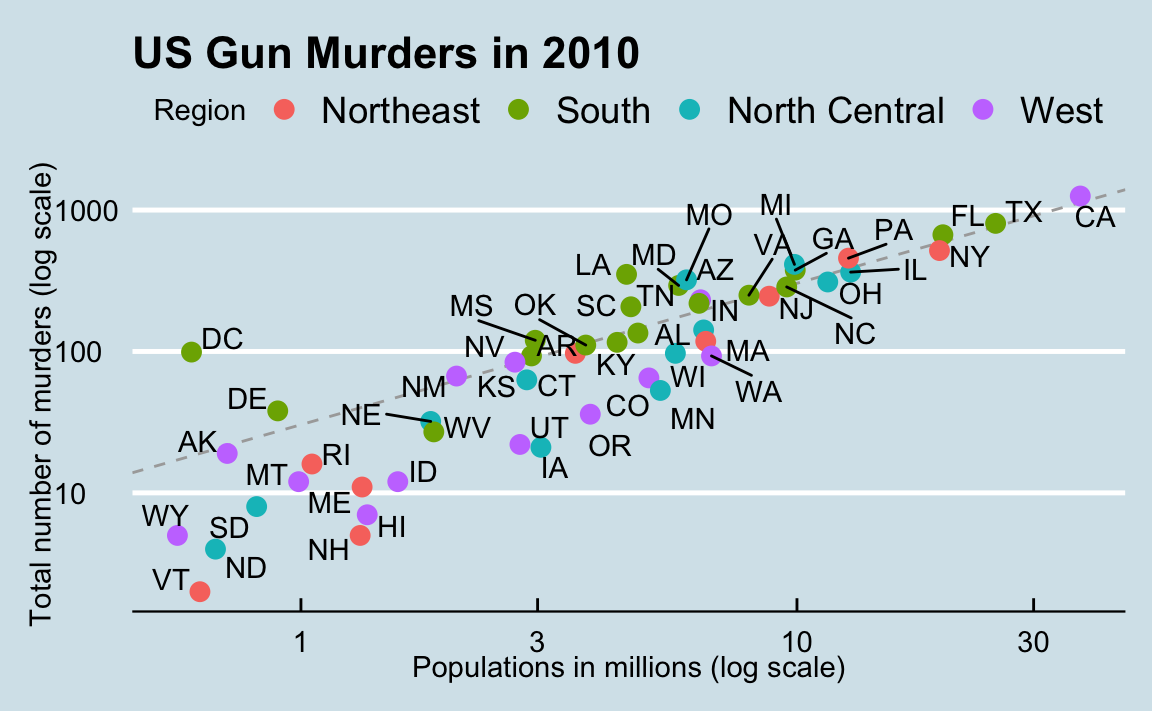 US Gun Murders in 2010
Region Northeast South North Central West
Total number of murders (log scale)
1000
100
10
MO
MI
FL
TX
CA
MD
VA
GA
PA
NY
LA
AZ
IL
SC
TN
IN
OH
NJ
NC
MS
OK
DC
NV
AR
AL
MA
KY
NM
KS
CT
WI
WA
DE
NE
WV
CO
MN
AK
UT
OR
RI
IA
MT
ID
ME
WY
SD
HI
NH
ND
VT
1
3
10
30
Populations in millions (log scale)